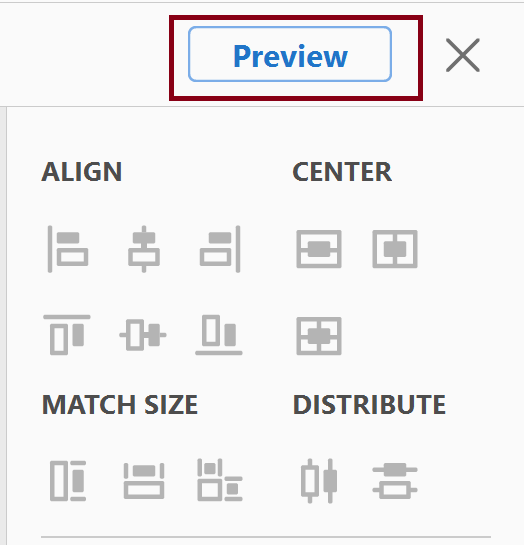 Preview
ALIGN
CENTER
MATCH SIZE
DISTRIBUTE